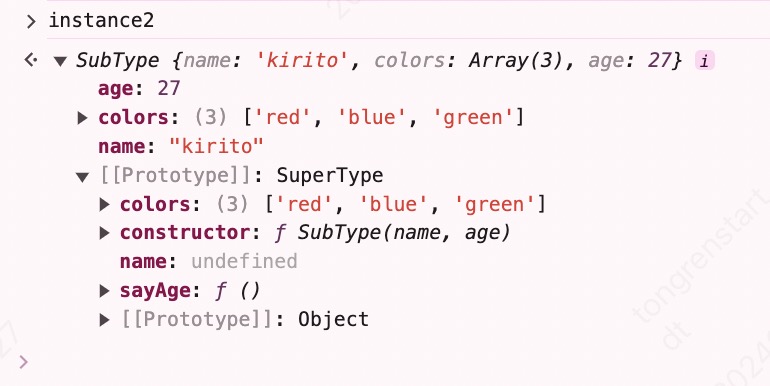 > instance2
SubType {name: 'kirito', colors: Array(3), age: 27} i
age: 27
colors: (3) ['red', 'blue', 'green']
name: "kirito"
[[Prototype]]: SuperType
colors: (3) ['red', 'blue', 'green']
constructor: ƒ SubType(name, age)
name: undefined
sayAge: ƒ ()
[[Prototype]]: Object
>
tongrenstart
dt